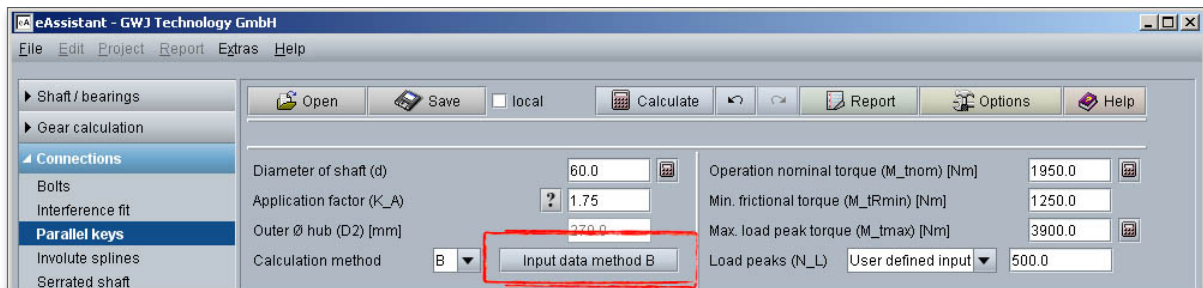 eA eAssistant - GWJ Technology GmbH
File Edit Project Report Extras Help
Shaft / bearings
Gear calculation
Connections
Bolts
Interference fit
Parallel keys
Involute splines
Serrated shaft
Open Save local Calculate Report Options Help
Diameter of shaft (d) 60.0
Application factor (K_A) ? 1.75
Outer Ø hub (D2) [mm] 270.0
Calculation method B Input data method B
Operation nominal torque (M_tnom) [Nm] 1950.0
Min. frictional torque (M_tRmin) [Nm] 1250.0
Max. load peak torque (M_tmax) [Nm] 3900.0
Load peaks (N_L) User defined input 500.0